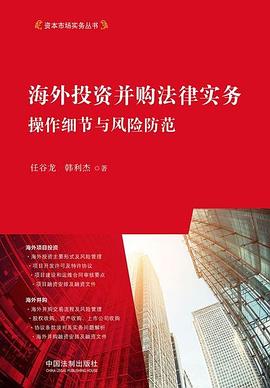 资本市场实务丛书
海外投资并购法律实务
操作细节与风险防范
任谷龙 韩利杰 著
海外项目投资
· 海外投资主要形式及风险管理
· 项目开发许可及特许协议
· 项目建设和运维合同审核要点
· 项目融资安排及融资文件
海外并购
· 海外并购交易流程及风险管理
· 股权收购、资产收购、上市公司收购
· 协议条款谈判及实务问题解析
· 海外并购融资安排及融资文件
中国法制出版社
CHINA LEGAL PUBLISHING HOUSE